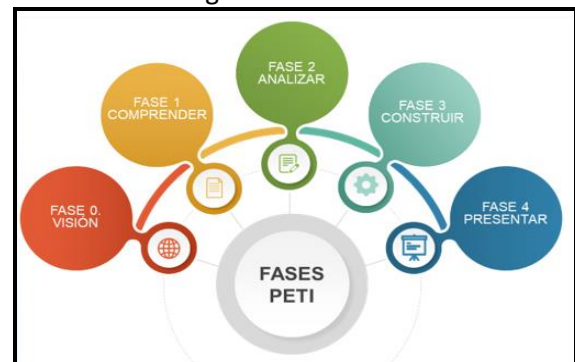 FASE 0.
VISIÓN
FASE 1
COMPRENDER
FASE 2
ANALIZAR
FASE 3
CONSTRUIR
FASE 4
PRESENTAR
FASES
PETI